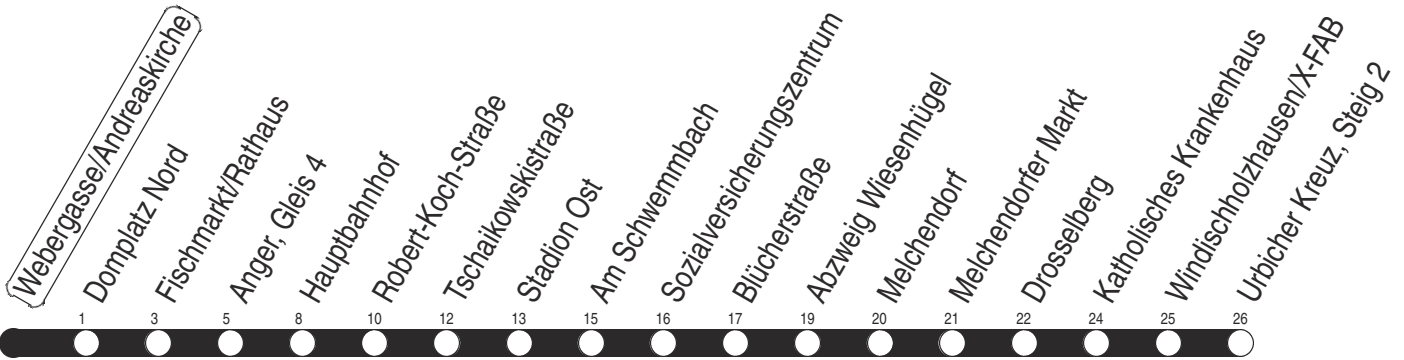 Webergasse/Andreaskirche
Domplatz Nord
Fischmarkt/Rathaus
Anger, Gleis 4
Hauptbahnhof
Robert-Koch-Straße
Tschaikowskistraße
Stadion Ost
Am Schwemmbach
Sozialversicherungszentrum
Blücherstraße
Abzweig Wiesenhügel
Melchendorf
Melchendorfer Markt
Drosselberg
Katholisches Krankenhaus
Windischholzhausen/X-FAB
Urbicher Kreuz, Steig 2
1 3 5 8 10 12 13 15 16 17 19 20 21 22 24 25 26